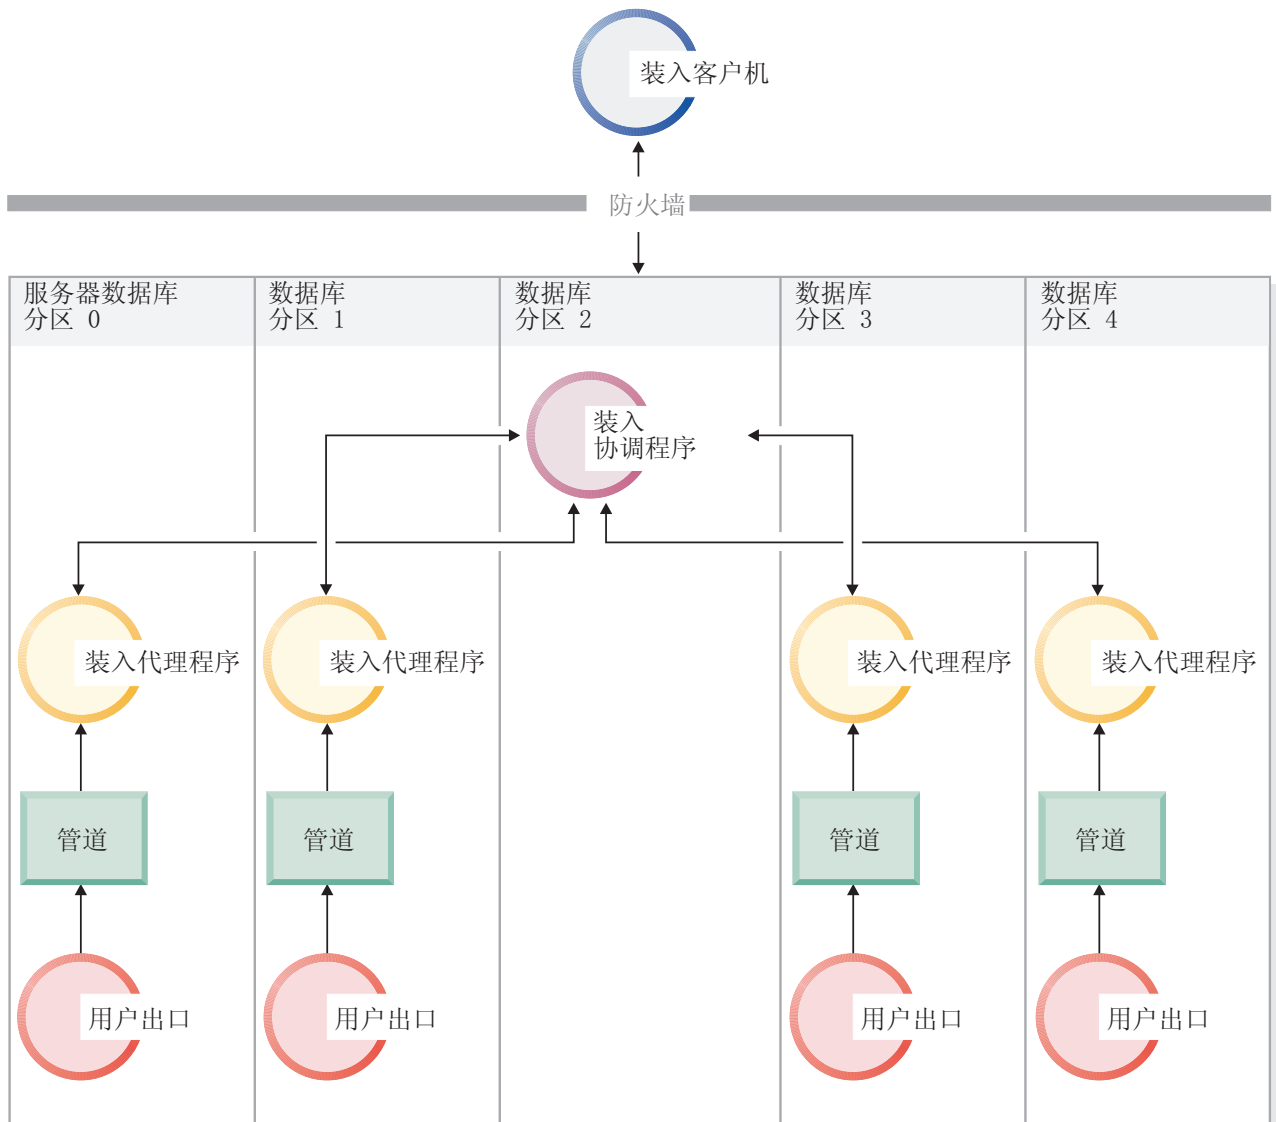 装入客户机
防火墙
服务器数据库
分区 0
数据库
分区 1
数据库
分区 2
数据库
分区 3
数据库
分区 4
装入
协调程序
装入代理程序
装入代理程序
装入代理程序
装入代理程序
管道
管道
管道
管道
用户出口
用户出口
用户出口
用户出口